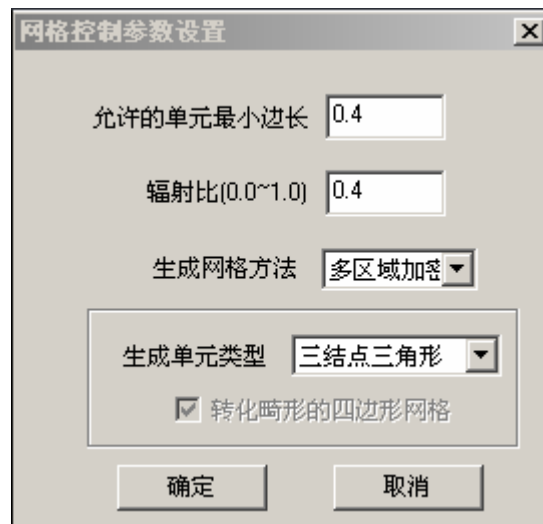 网格控制参数设置
允许的单元最小边长 0.4
辐射比(0.0~1.0) 0.4
生成网格方法 多区域加密
生成单元类型 三结点三角形
转化畸形的四边形网格
确定 取消